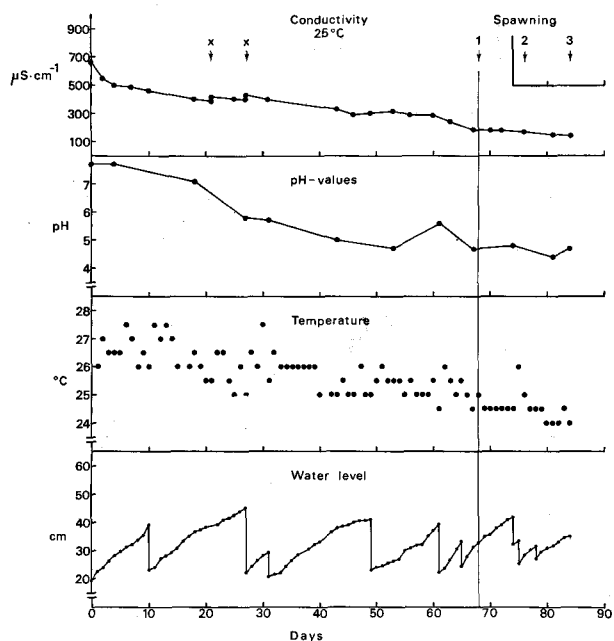 Conductivity Spawning
25°C
x x 1 2 3
900
µS·cm⁻¹ 700
500
300
100
pH-values
7
6
pH 5
4
28 Temperature
27
°C 26
25
24
60 Water level
50
cm 40
30
20
0 10 20 30 40 50 60 70 80 90
Days